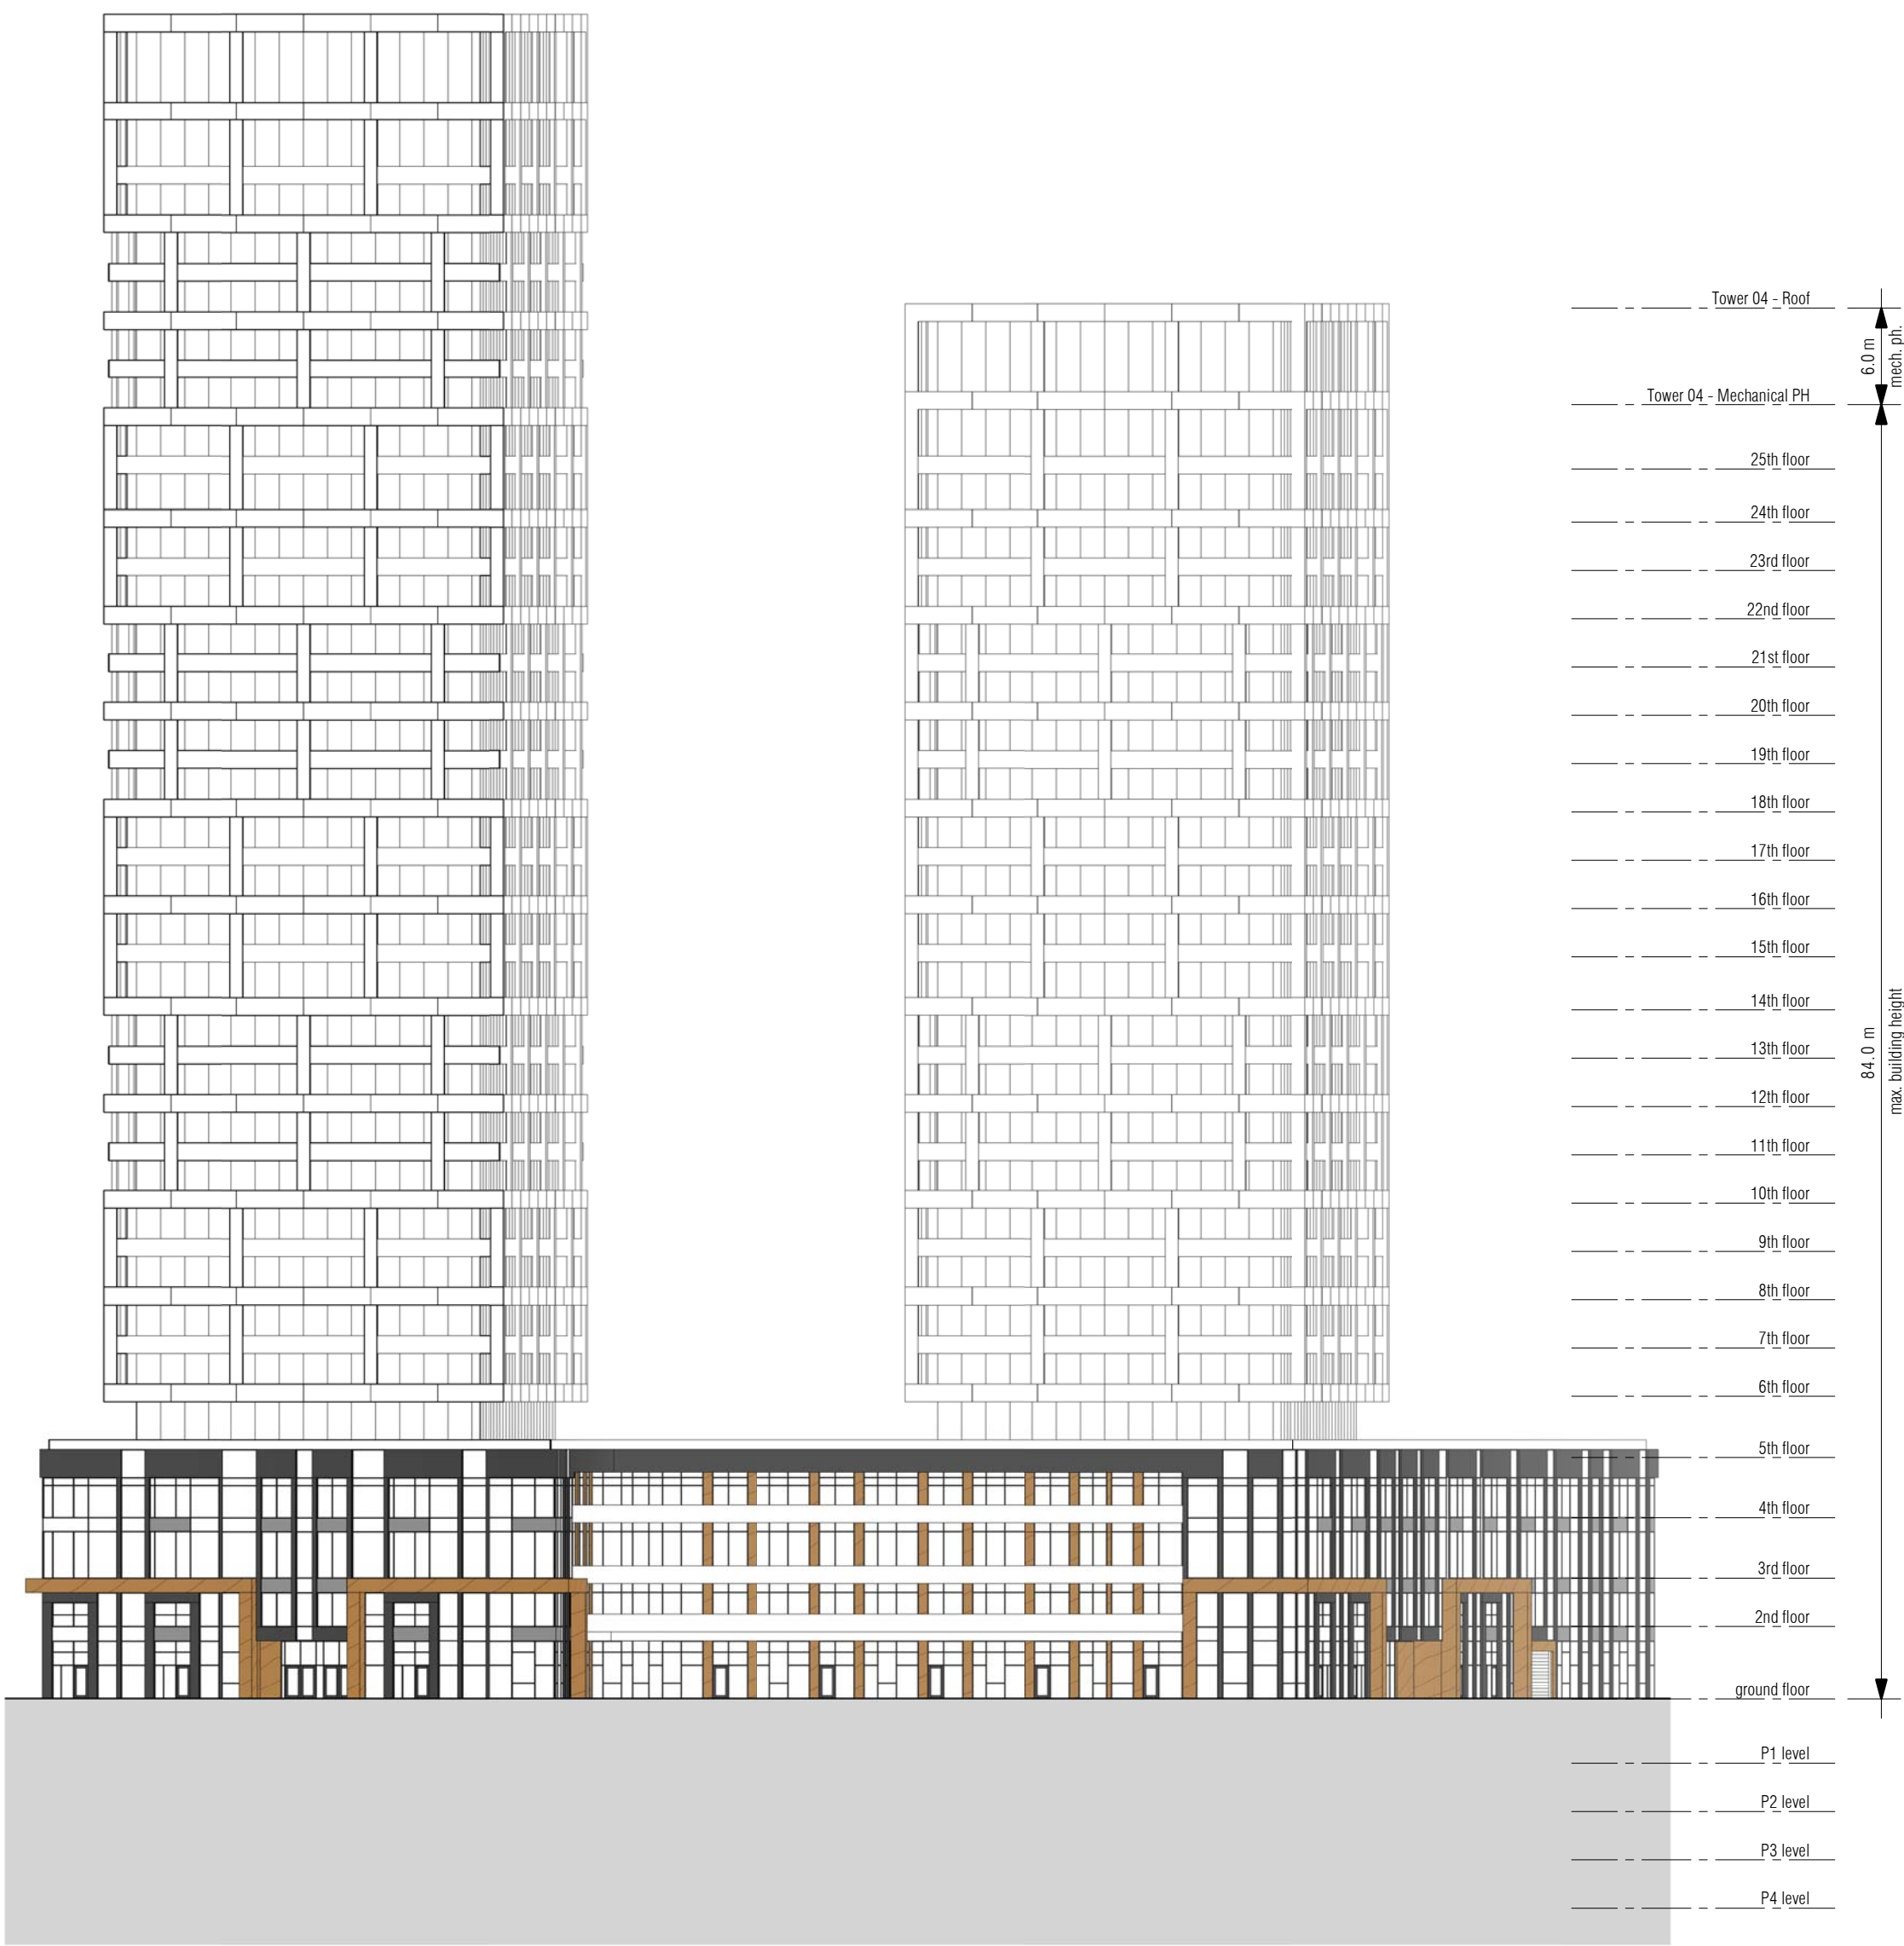 Tower 04 - Roof
6.0 m
mech. ph.
Tower 04 - Mechanical PH
25th floor
24th floor
23rd floor
22nd floor
21st floor
20th floor
19th floor
18th floor
17th floor
16th floor
15th floor
14th floor
84.0 m
max. building height
13th floor
12th floor
11th floor
10th floor
9th floor
8th floor
7th floor
6th floor
5th floor
4th floor
3rd floor
2nd floor
ground floor
P1 level
P2 level
P3 level
P4 level